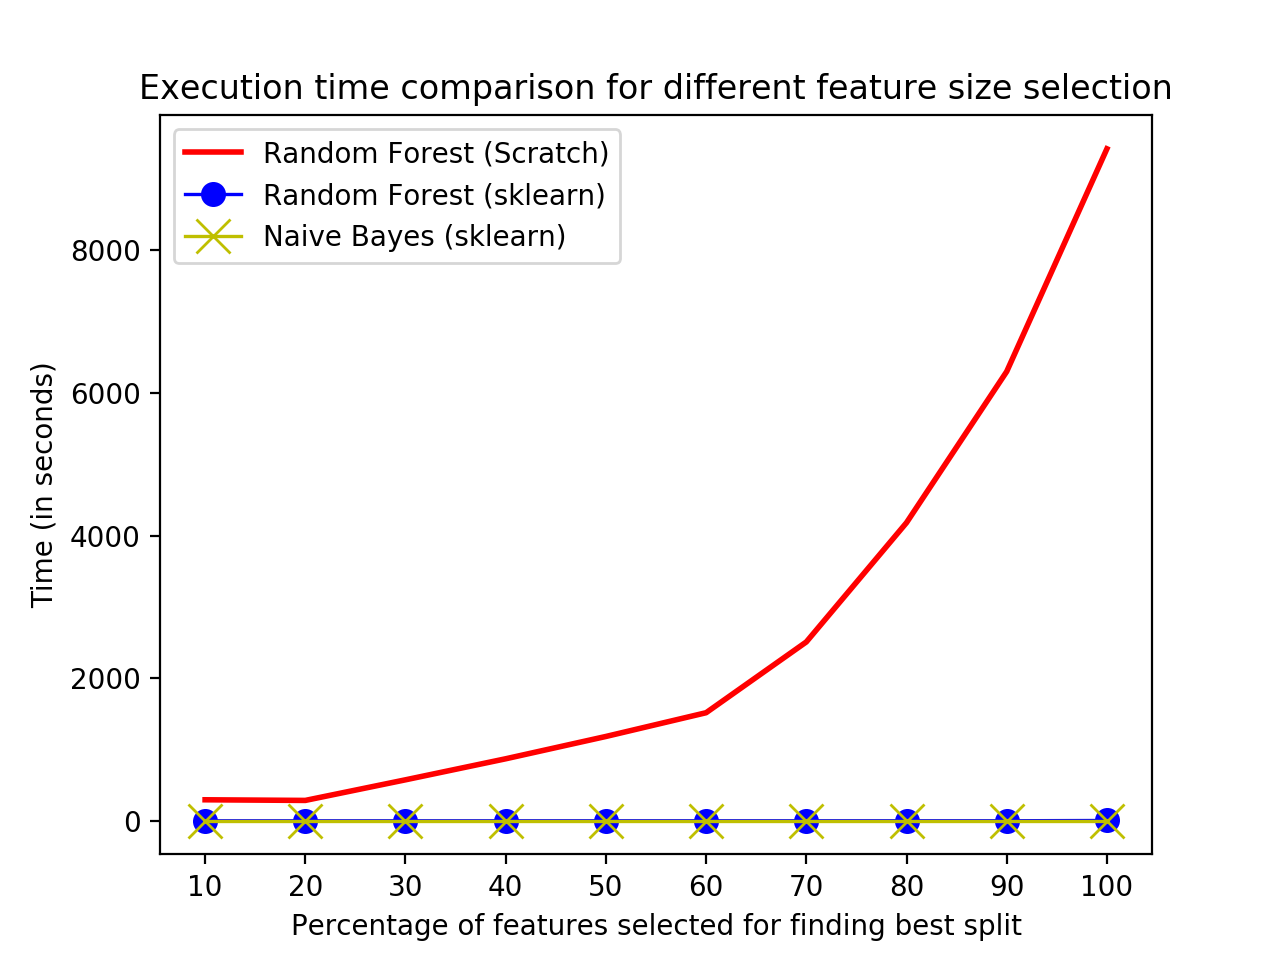 Execution time comparison for different feature size selection
Random Forest (Scratch)
Random Forest (sklearn)
Naive Bayes (sklearn)
8000
6000
4000
2000
0
Time (in seconds)
10 20 30 40 50 60 70 80 90 100
Percentage of features selected for finding best split